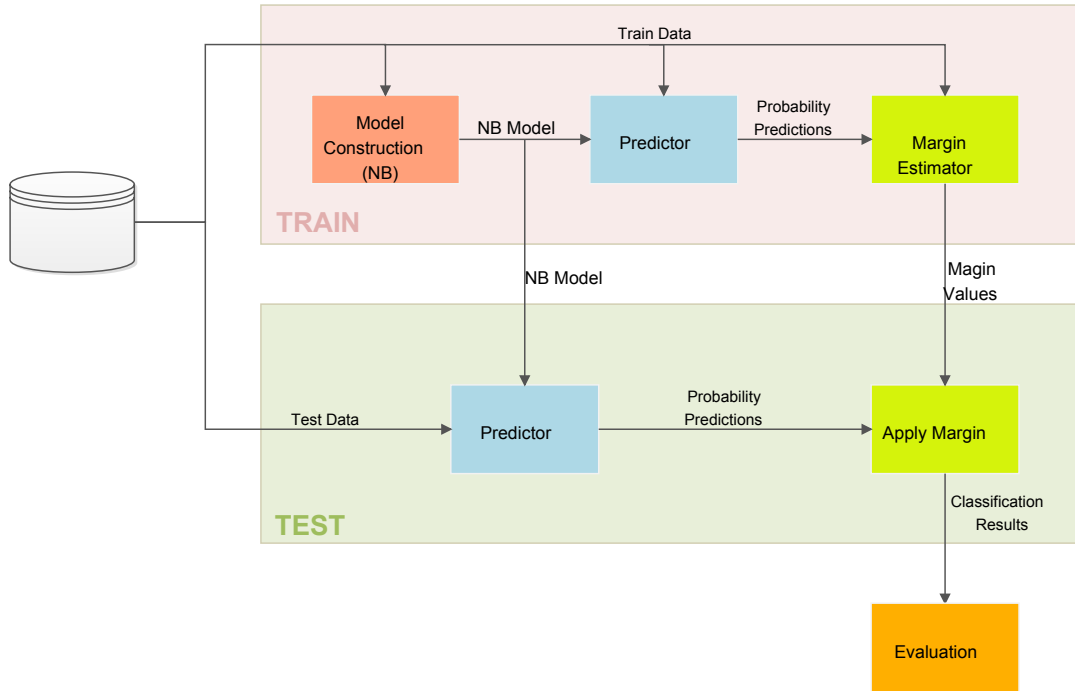 Train Data
Model
Construction
(NB)
NB Model
Predictor
Probability
Predictions
Margin
Estimator
TRAIN
NB Model
Magin
Values
Test Data
Predictor
Probability
Predictions
Apply Margin
TEST
Classification
Results
Evaluation